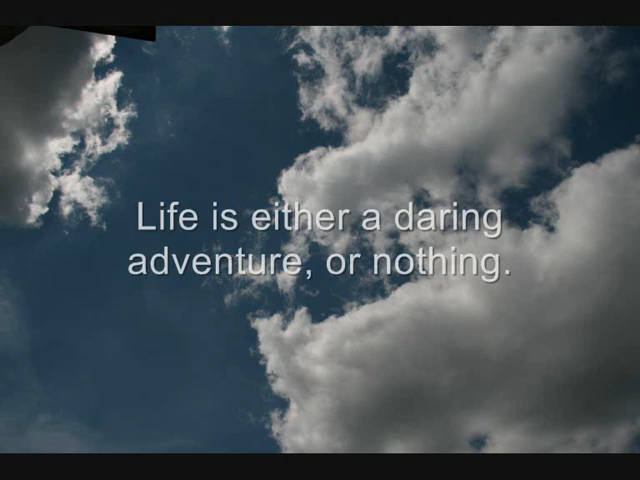 Life is either a daring
adventure, or nothing.